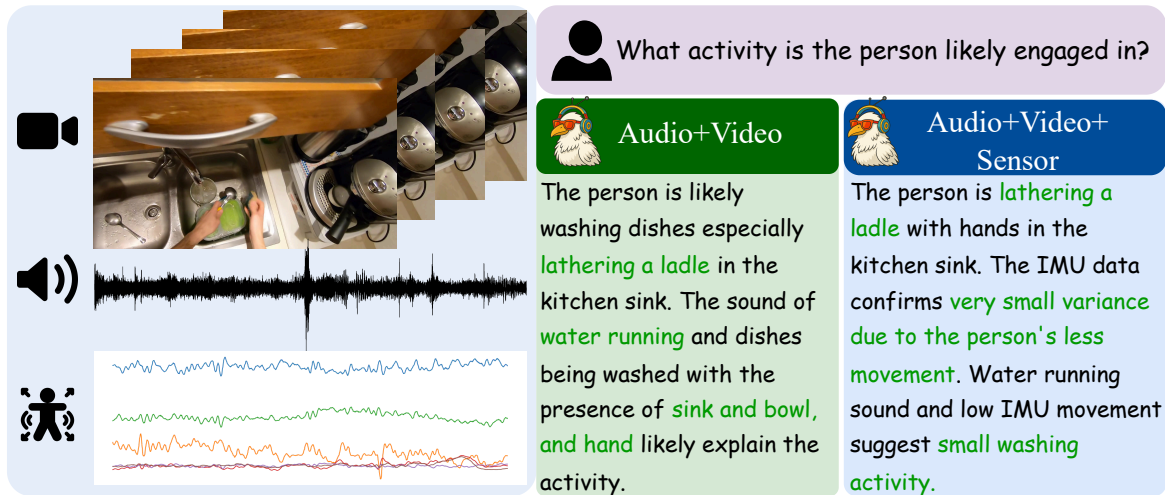 What activity is the person likely engaged in?
Audio+Video
The person is likely
washing dishes especially
lathering a ladle in the
kitchen sink. The sound of
water running and dishes
being washed with the
presence of sink and bowl,
and hand likely explain the
activity.
Audio+Video+
Sensor
The person is lathering a
ladle with hands in the
kitchen sink. The IMU data
confirms very small variance
due to the person's less
movement. Water running
sound and low IMU movement
suggest small washing
activity.